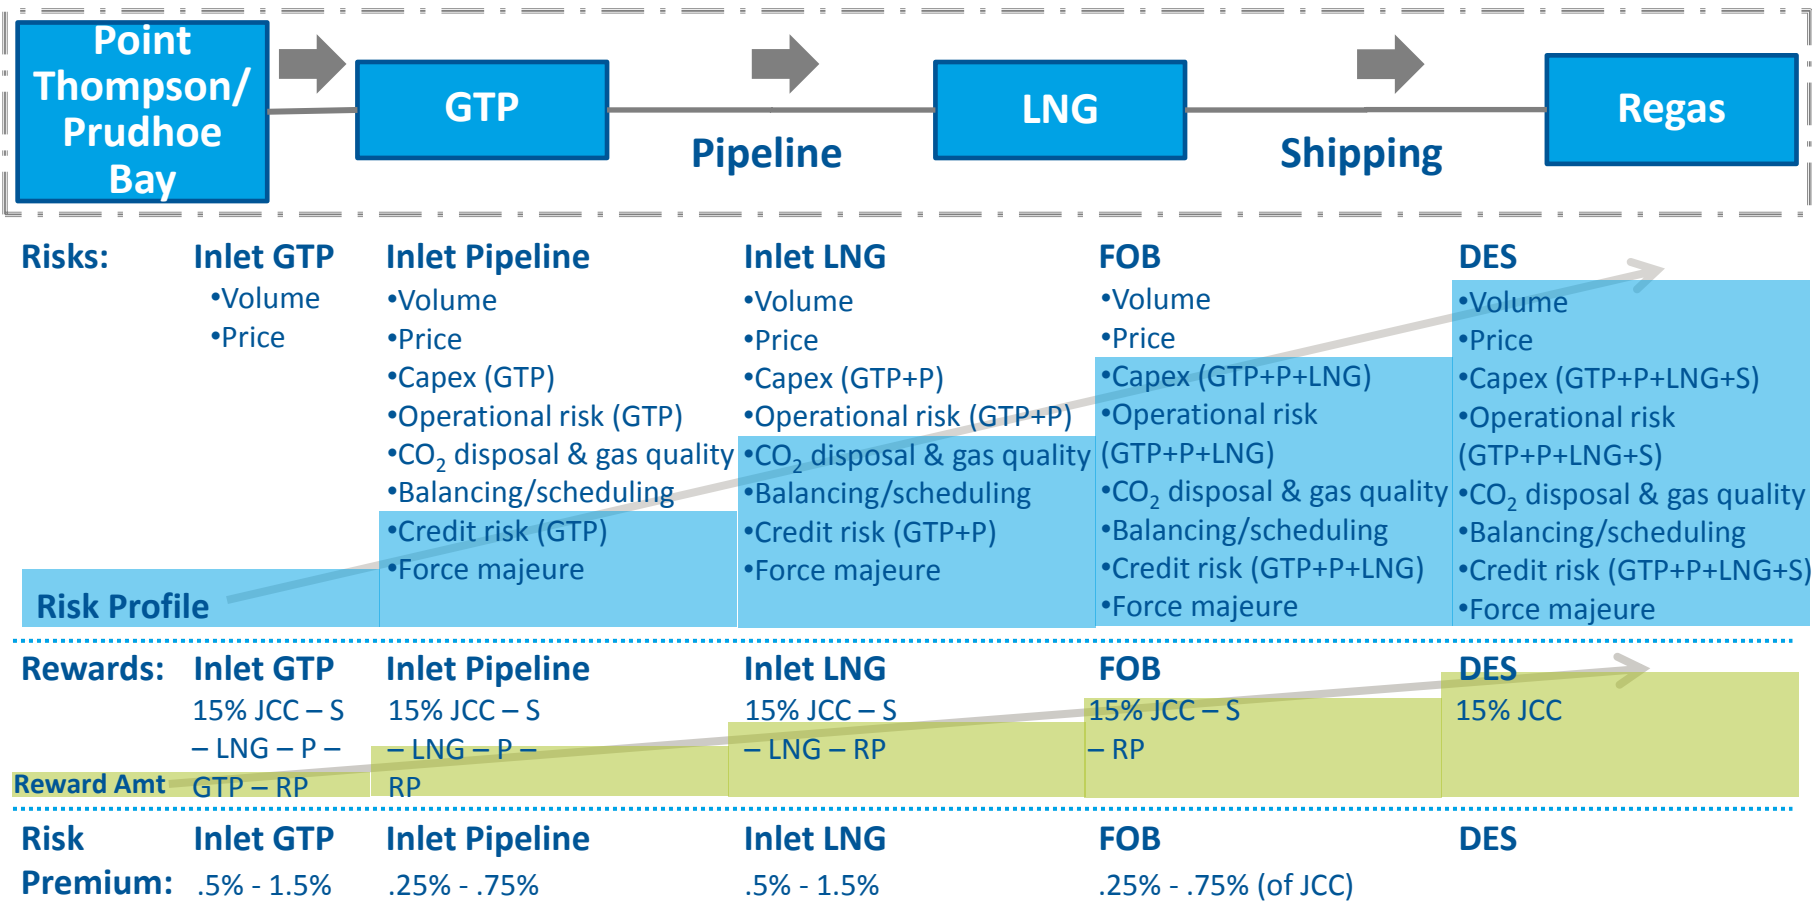 Point
Thompson/
Prudhoe
Bay
GTP
LNG
Regas
Pipeline
Shipping
Risks:
Inlet GTP
•Volume
•Price
Inlet Pipeline
•Volume
•Price
•Capex (GTP)
•Operational risk (GTP)
•CO₂ disposal & gas quality
•Balancing/scheduling
•Credit risk (GTP)
•Force majeure
Inlet LNG
•Volume
•Price
•Capex (GTP+P)
•Operational risk (GTP+P)
•CO₂ disposal & gas quality
•Balancing/scheduling
•Credit risk (GTP+P)
•Force majeure
FOB
•Volume
•Price
•Capex (GTP+P+LNG)
•Operational risk
(GTP+P+LNG)
•CO₂ disposal & gas quality
•Balancing/scheduling
•Credit risk (GTP+P+LNG)
•Force majeure
DES
•Volume
•Price
•Capex (GTP+P+LNG+S)
•Operational risk
(GTP+P+LNG+S)
•CO₂ disposal & gas quality
•Balancing/scheduling
•Credit risk (GTP+P+LNG+S)
•Force majeure
Risk Profile
Rewards:
Inlet GTP
15% JCC – S
– LNG – P –
GTP – RP
Inlet Pipeline
15% JCC – S
– LNG – P –
RP
Inlet LNG
15% JCC – S
– LNG – RP
FOB
15% JCC – S
– RP
DES
15% JCC
Reward Amt
Risk
Premium:
Inlet GTP
.5% - 1.5%
Inlet Pipeline
.25% - .75%
Inlet LNG
.5% - 1.5%
FOB
.25% - .75% (of JCC)
DES